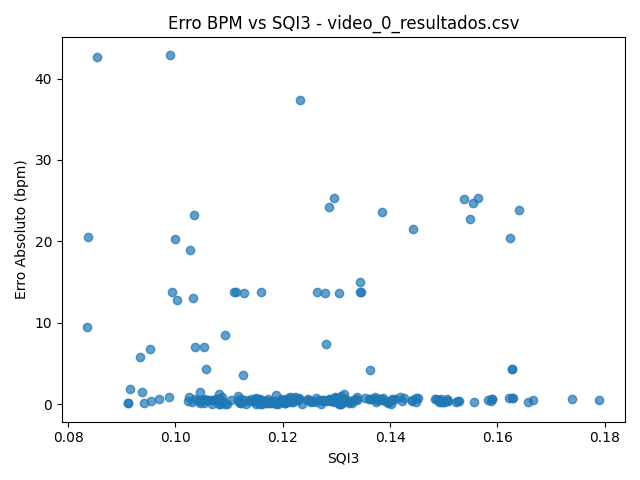 Erro BPM vs SQI3 - video_0_resultados.csv
Erro Absoluto (bpm)
40
30
20
10
0
0.08 0.10 0.12 0.14 0.16 0.18
SQI3